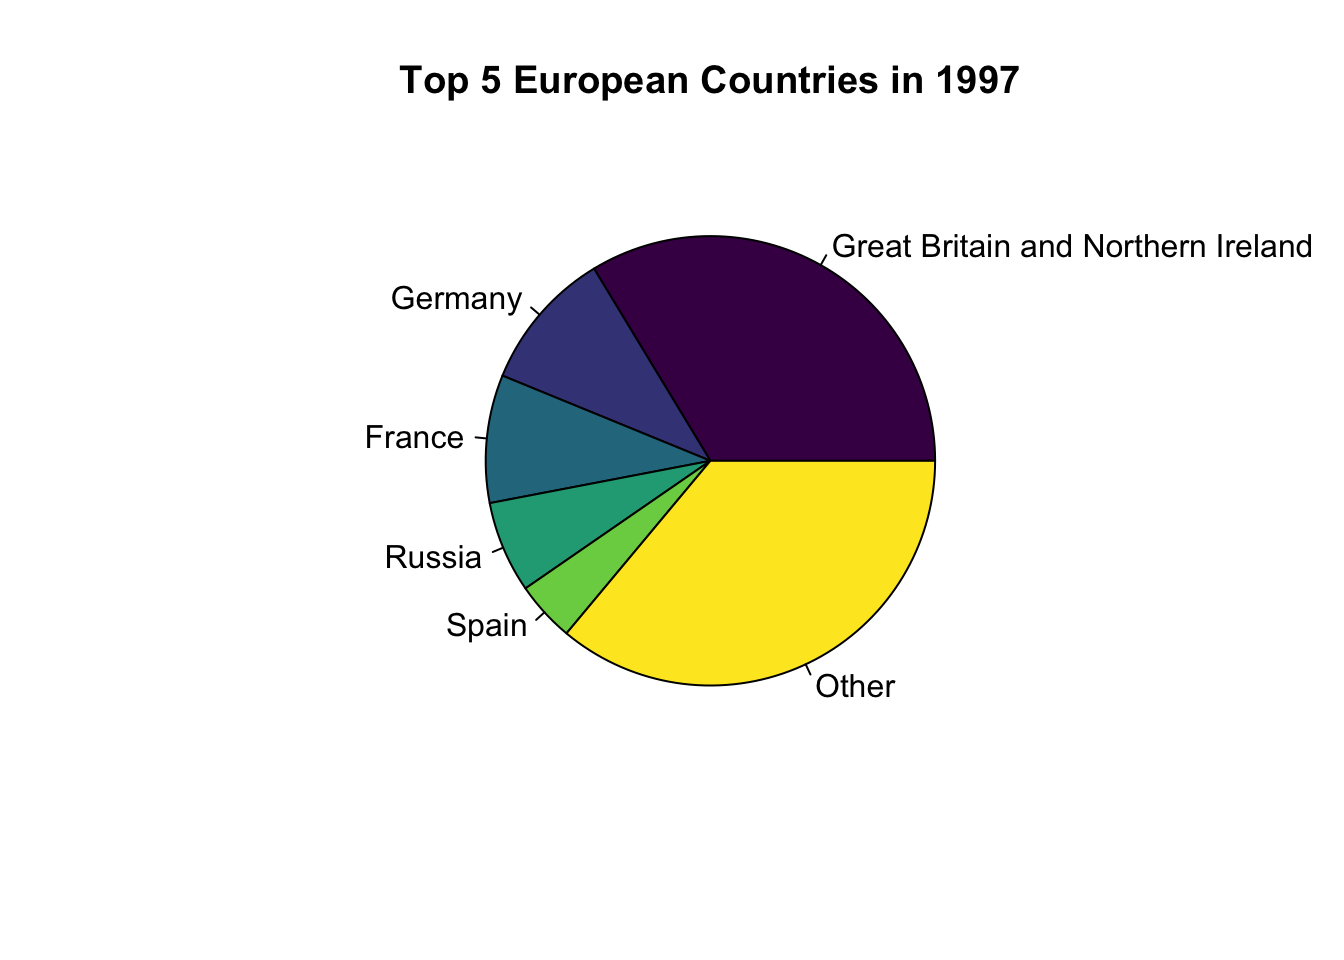 Top 5 European Countries in 1997
Great Britain and Northern Ireland
Germany
France
Russia
Spain
Other